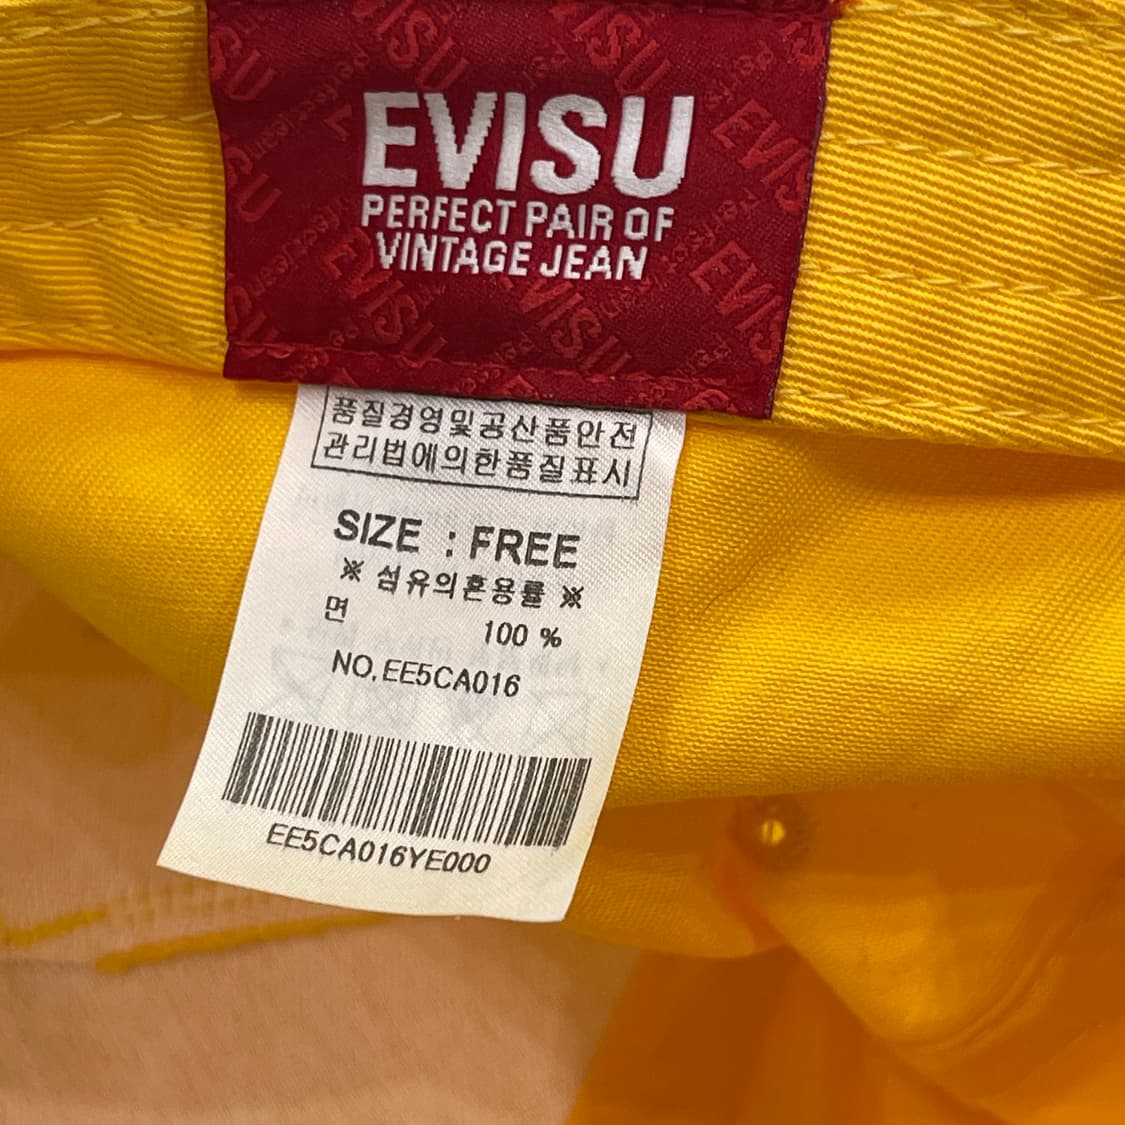 EVISU
PERFECT PAIR OF
VINTAGE JEAN
품질경영및공산품안전
관리법에의한품질표시
SIZE : FREE
※ 섬유의혼용률 ※
면 100 %
NO.EE5CA016
EE5CA016YE000